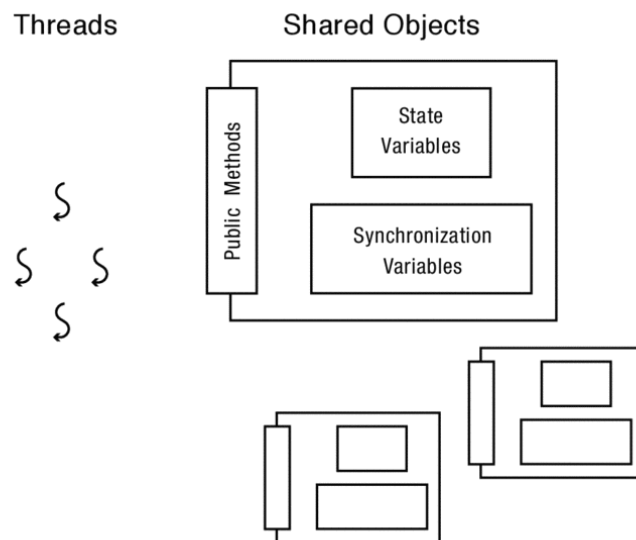 Threads
Shared Objects
Public Methods
State
Variables
Synchronization
Variables